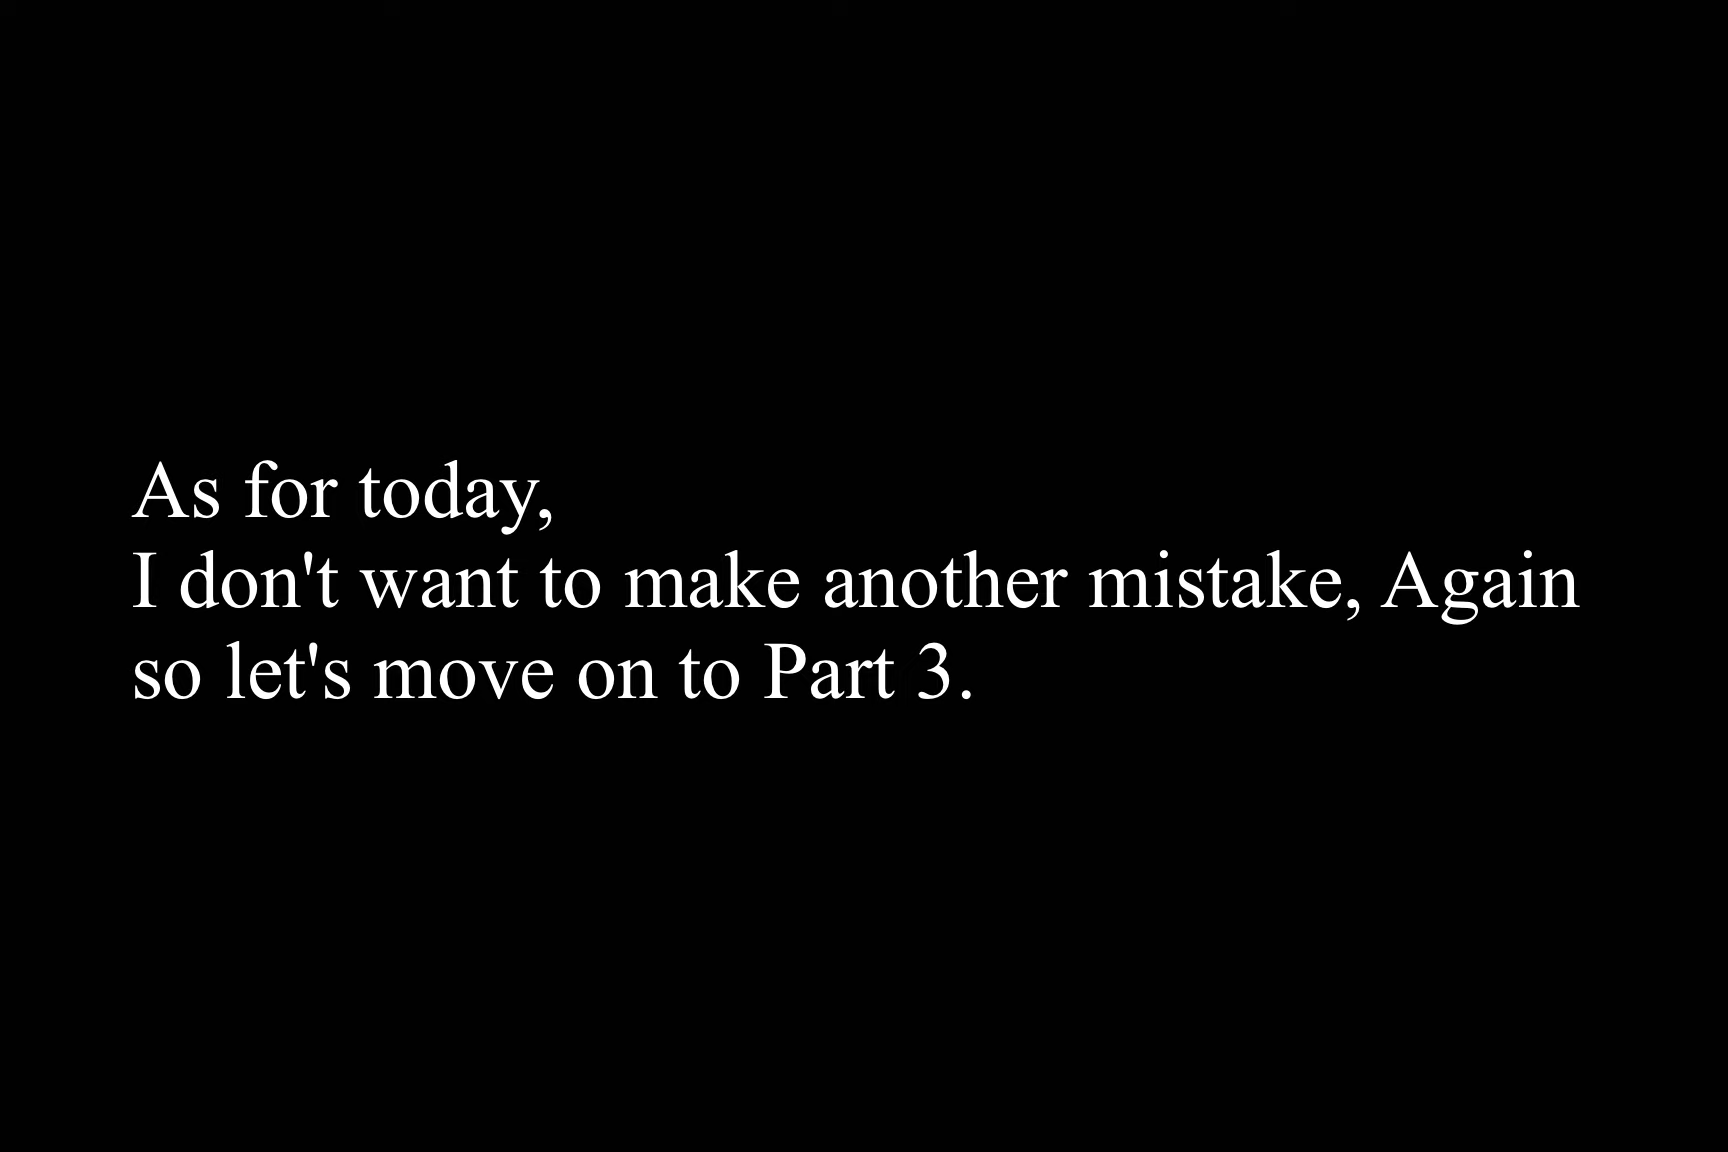 As for today,
I don't want to make another mistake, Again
so let's move on to Part 3.